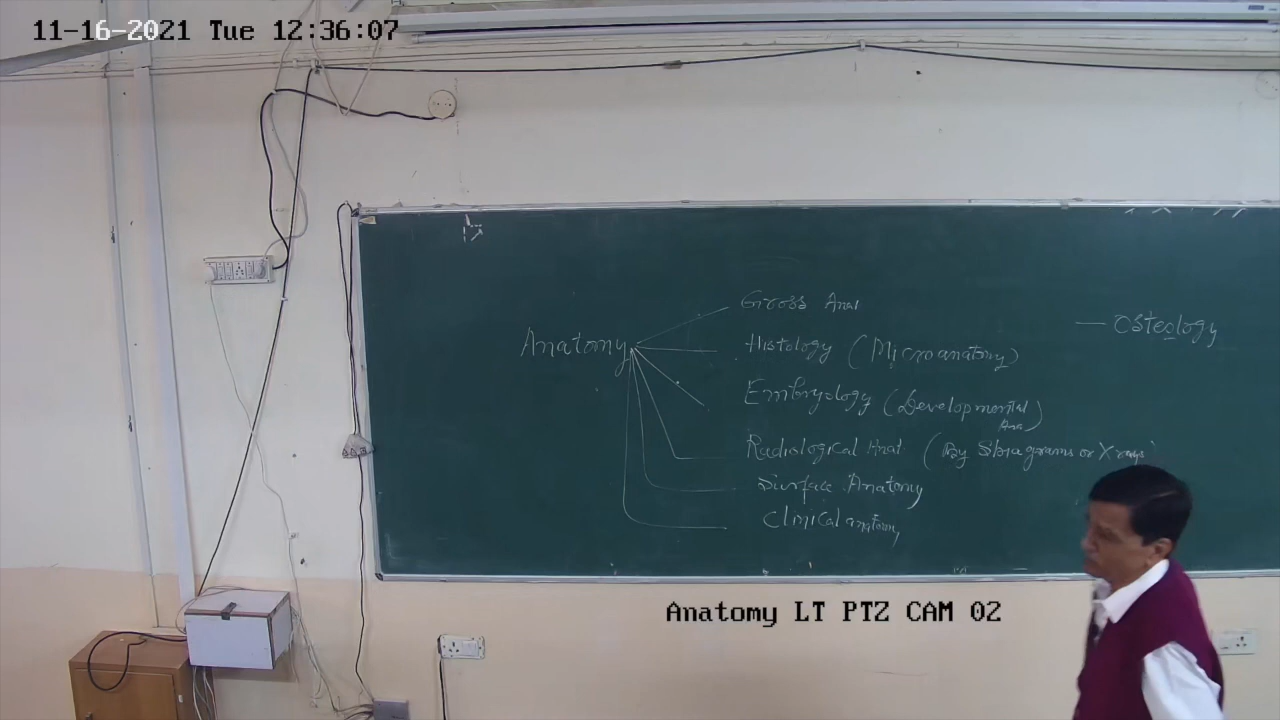 11-16-2021 Tue 12:36:07
Gross Anat
Anatomy
Histology (Microanatomy)
— Osteology
Embryology (Developmental Ana)
Radiological Anat (By Skiagrams or X rays)
Surface Anatomy
Clinical anatomy
Anatomy LT PTZ CAM 02